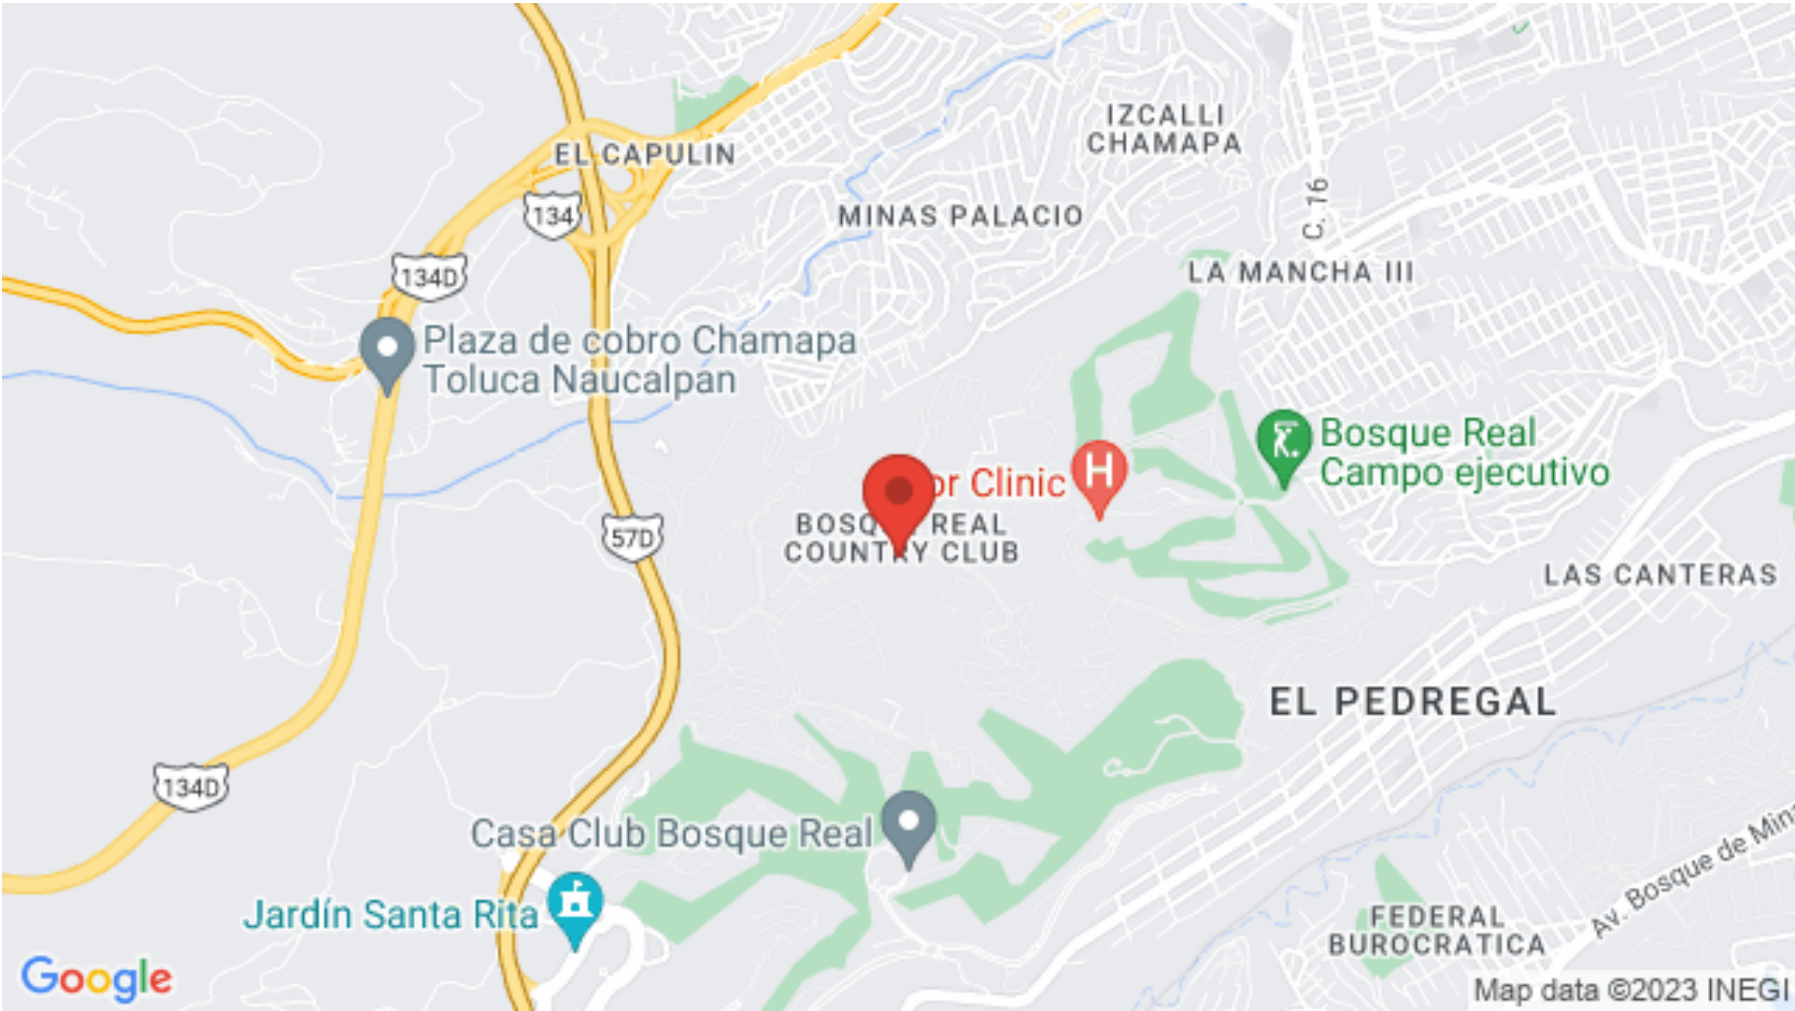 IZCALLI
CHAMAPA
EL CAPULIN
C. 16
134
MINAS PALACIO
134D
LA MANCHA III
Plaza de cobro Chamapa
Toluca Naucalpan
Bosque Real
Campo ejecutivo
Clinic
H
57D
BOSQUE REAL
COUNTRY CLUB
LAS CANTERAS
EL PEDREGAL
134D
Casa Club Bosque Real
Av. Bosque de
Jardín Santa Rita
FEDERAL
BUROCRATICA
Google
Map data ©2023 INEGI